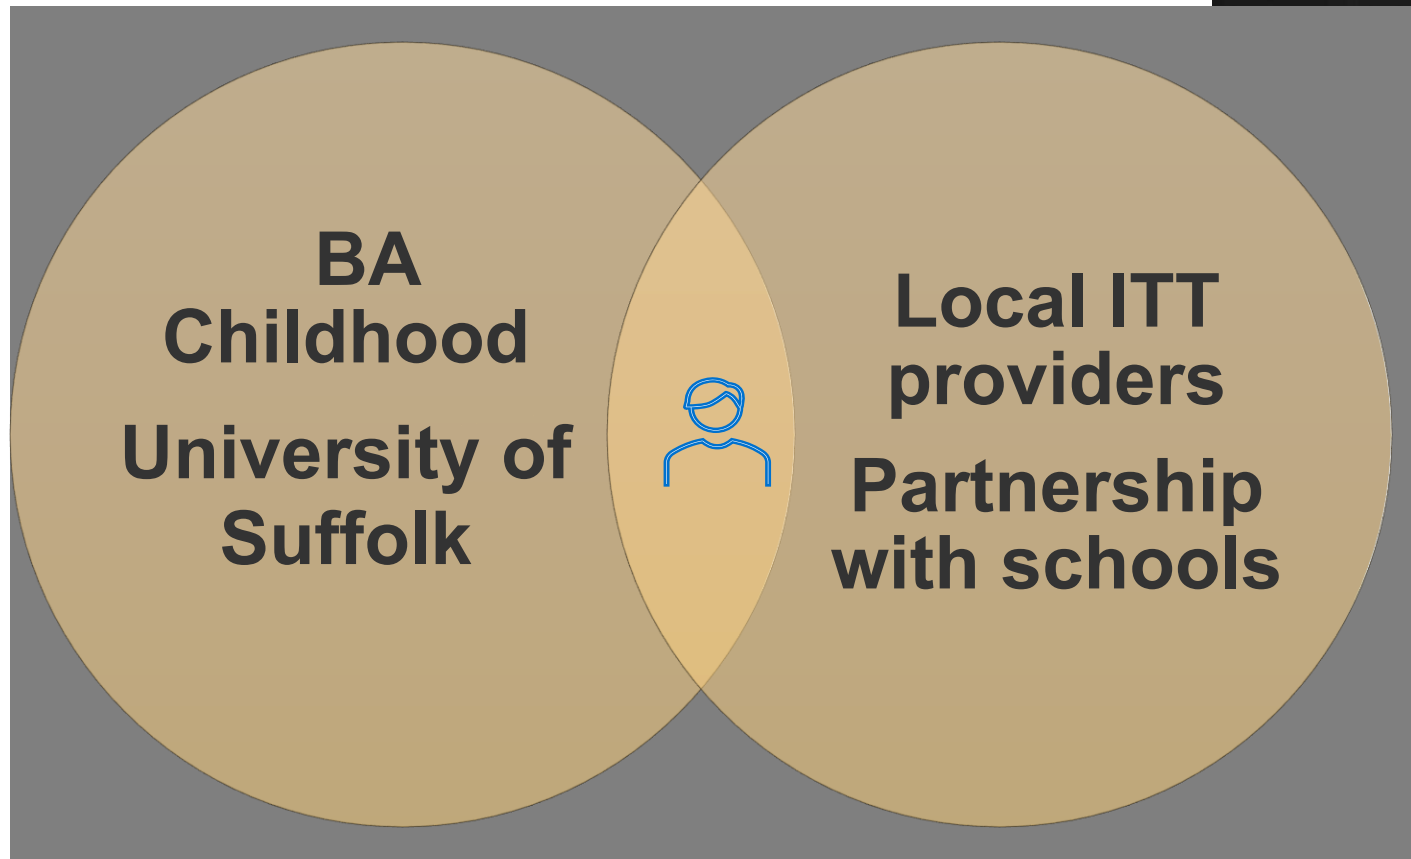 BA
Childhood
University of
Suffolk
Local ITT
providers
Partnership
with schools